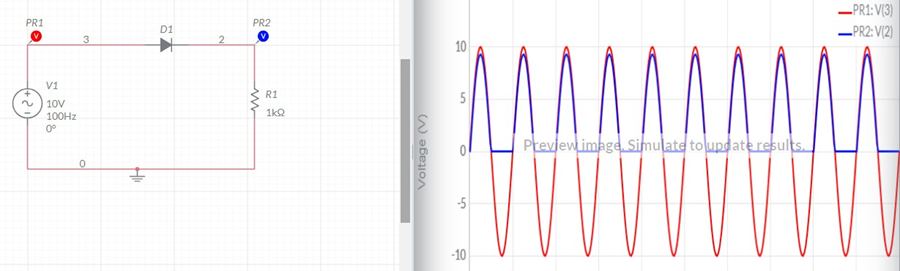 PR1
V
D1
PR2
V
3
2
V1
10V
100Hz
0°
R1
1kΩ
0
PR1: V(3)
PR2: V(2)
10
5
0
-5
-10
Voltage (V)
Preview image. Simulate to update results.